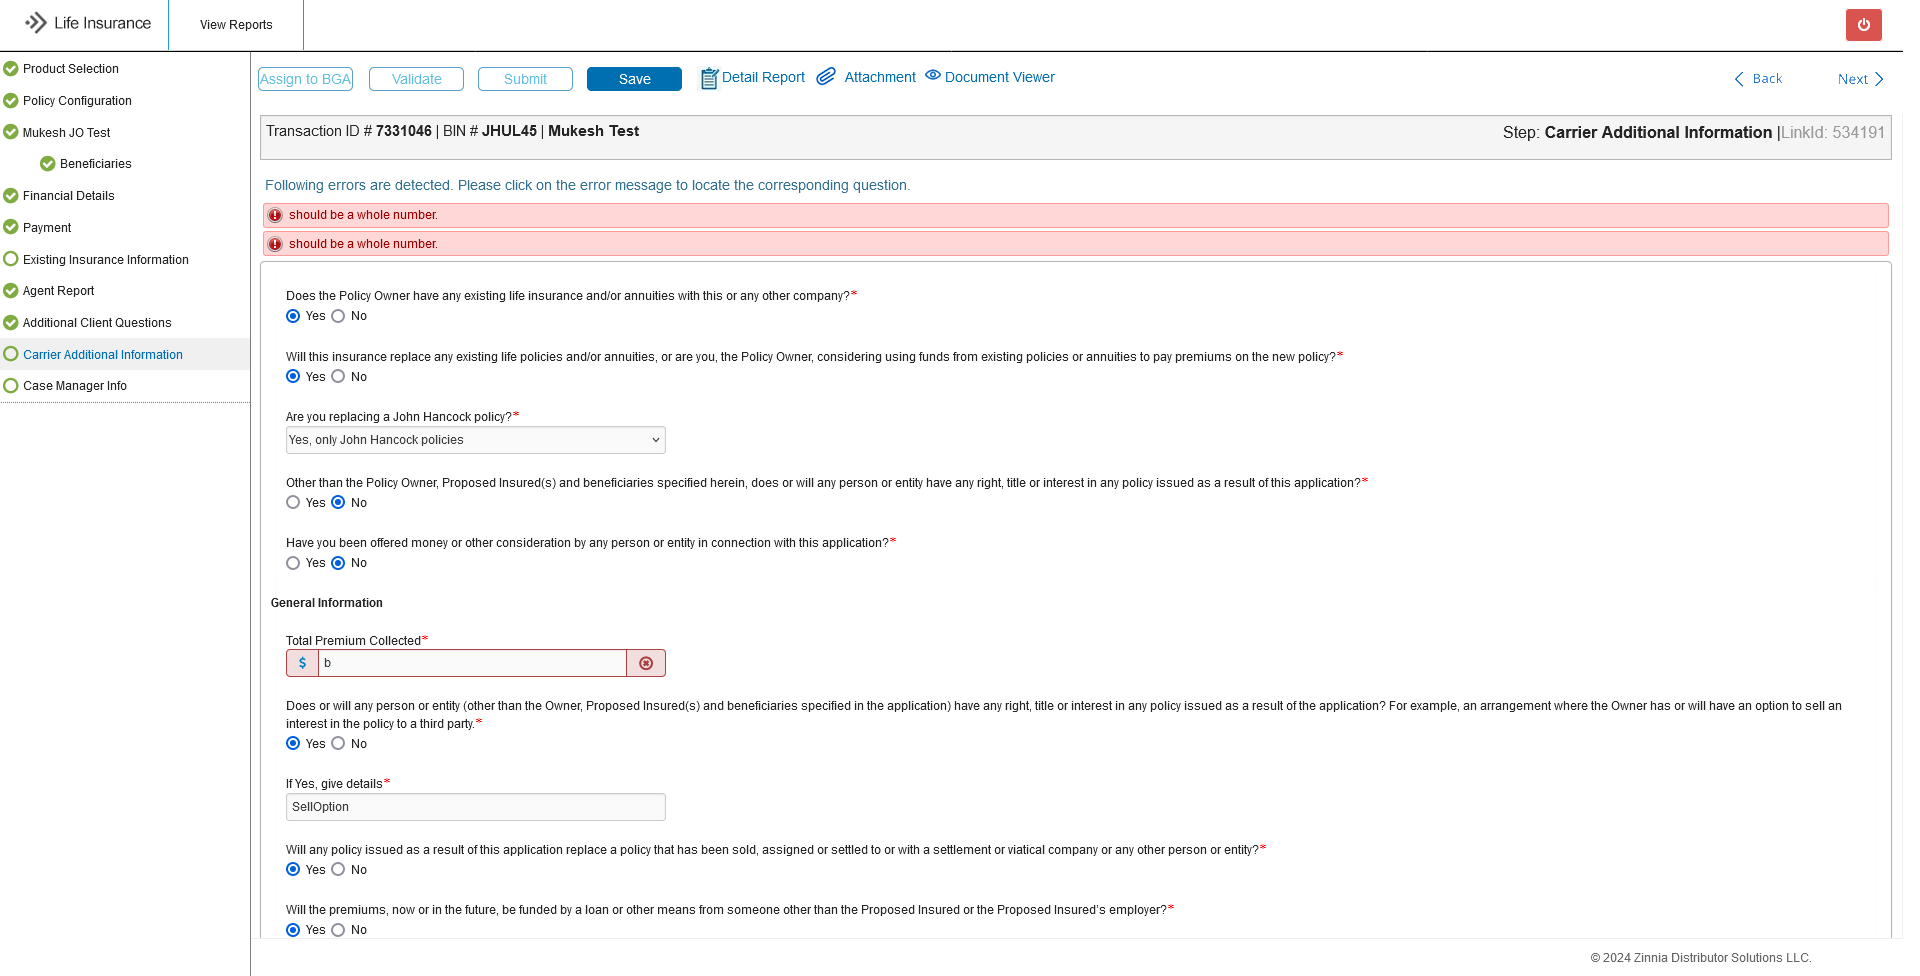 Life Insurance
View Reports
Product Selection
Policy Configuration
Mukesh JO Test
Beneficiaries
Financial Details
Payment
Existing Insurance Information
Agent Report
Additional Client Questions
Carrier Additional Information
Case Manager Info
Assign to BGA Validate Submit Save Detail Report Attachment Document Viewer Back Next
Transaction ID # 7331046 | BIN # JHUL45 | Mukesh Test Step: Carrier Additional Information |LinkId: 534191
Following errors are detected. Please click on the error message to locate the corresponding question.
should be a whole number.
should be a whole number.
Does the Policy Owner have any existing life insurance and/or annuities with this or any other company?*
Yes No
Will this insurance replace any existing life policies and/or annuities, or are you, the Policy Owner, considering using funds from existing policies or annuities to pay premiums on the new policy?*
Yes No
Are you replacing a John Hancock policy?*
Yes, only John Hancock policies
Other than the Policy Owner, Proposed Insured(s) and beneficiaries specified herein, does or will any person or entity have any right, title or interest in any policy issued as a result of this application?*
Yes No
Have you been offered money or other consideration by any person or entity in connection with this application?*
Yes No
General Information
Total Premium Collected*
$ b
Does or will any person or entity (other than the Owner, Proposed Insured(s) and beneficiaries specified in the application) have any right, title or interest in any policy issued as a result of the application? For example, an arrangement where the Owner has or will have an option to sell an
interest in the policy to a third party.*
Yes No
If Yes, give details*
SellOption
Will any policy issued as a result of this application replace a policy that has been sold, assigned or settled to or with a settlement or viatical company or any other person or entity?*
Yes No
Will the premiums, now or in the future, be funded by a loan or other means from someone other than the Proposed Insured or the Proposed Insured's employer?*
Yes No
© 2024 Zinnia Distributor Solutions LLC.